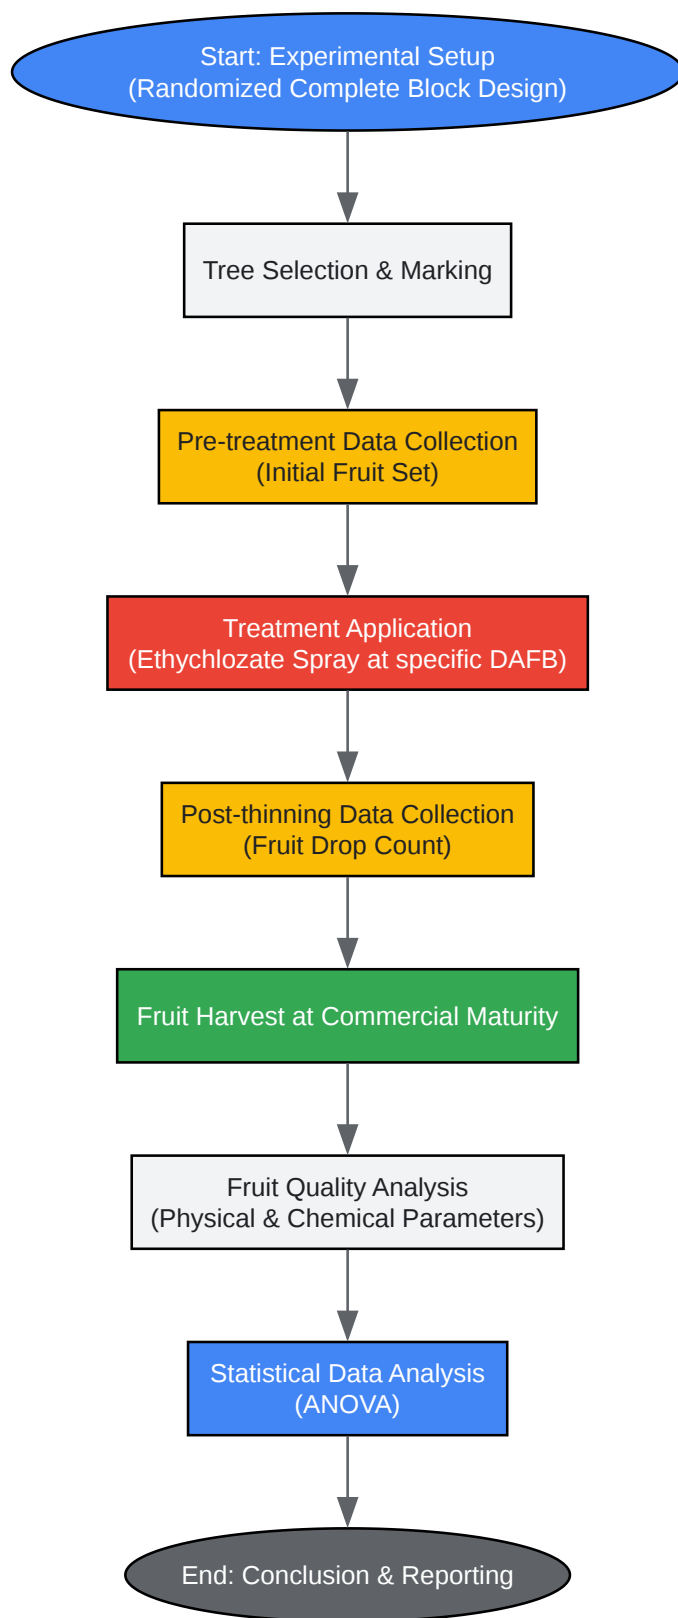 Start: Experimental Setup
(Randomized Complete Block Design)
Tree Selection & Marking
Pre-treatment Data Collection
(Initial Fruit Set)
Treatment Application
(Ethychlozate Spray at specific DAFB)
Post-thinning Data Collection
(Fruit Drop Count)
Fruit Harvest at Commercial Maturity
Fruit Quality Analysis
(Physical & Chemical Parameters)
Statistical Data Analysis
(ANOVA)
End: Conclusion & Reporting